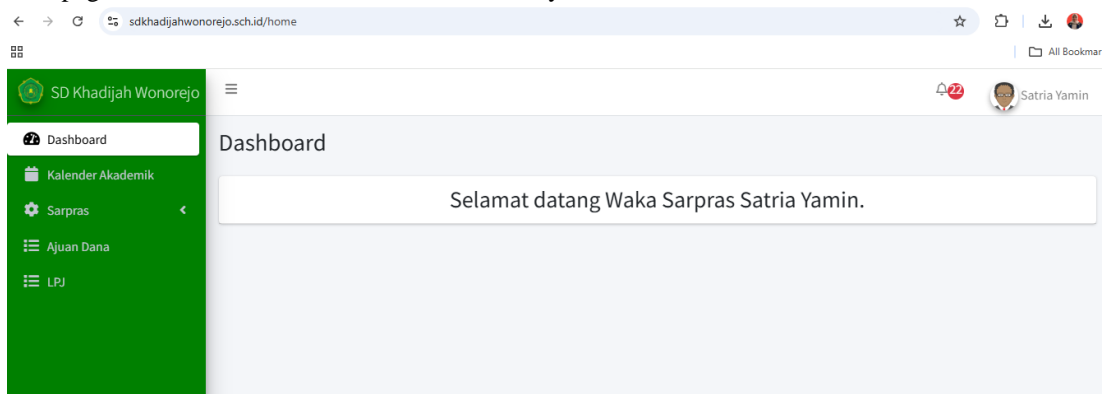 sdkhadijahwonorejo.sch.id/home
All Bookmar
SD Khadijah Wonorejo
22
Satria Yamin
Dashboard
Dashboard
Kalender Akademik
Selamat datang Waka Sarpras Satria Yamin.
Sarpras
Ajuan Dana
LPJ